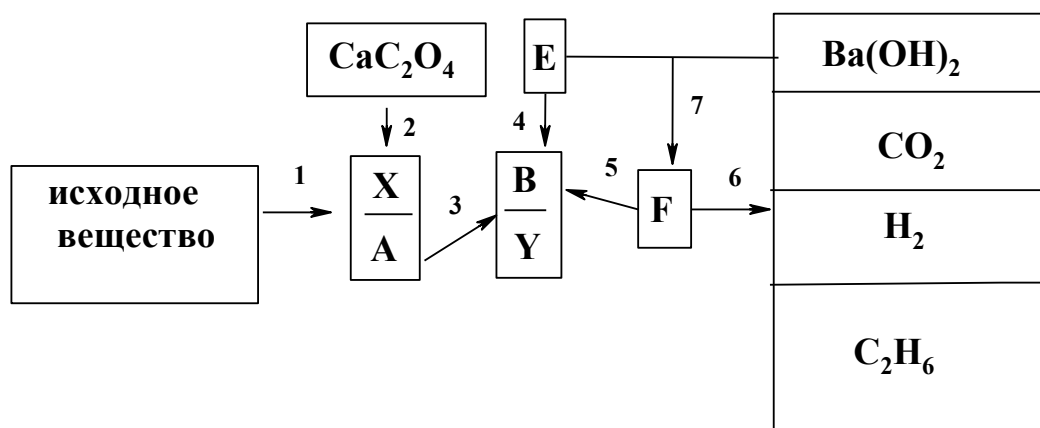 CaC₂O₄
E
Ba(OH)₂
2
4
7
CO₂
исходное
вещество
1
X
A
3
B
Y
5
F
6
H₂
C₂H₆